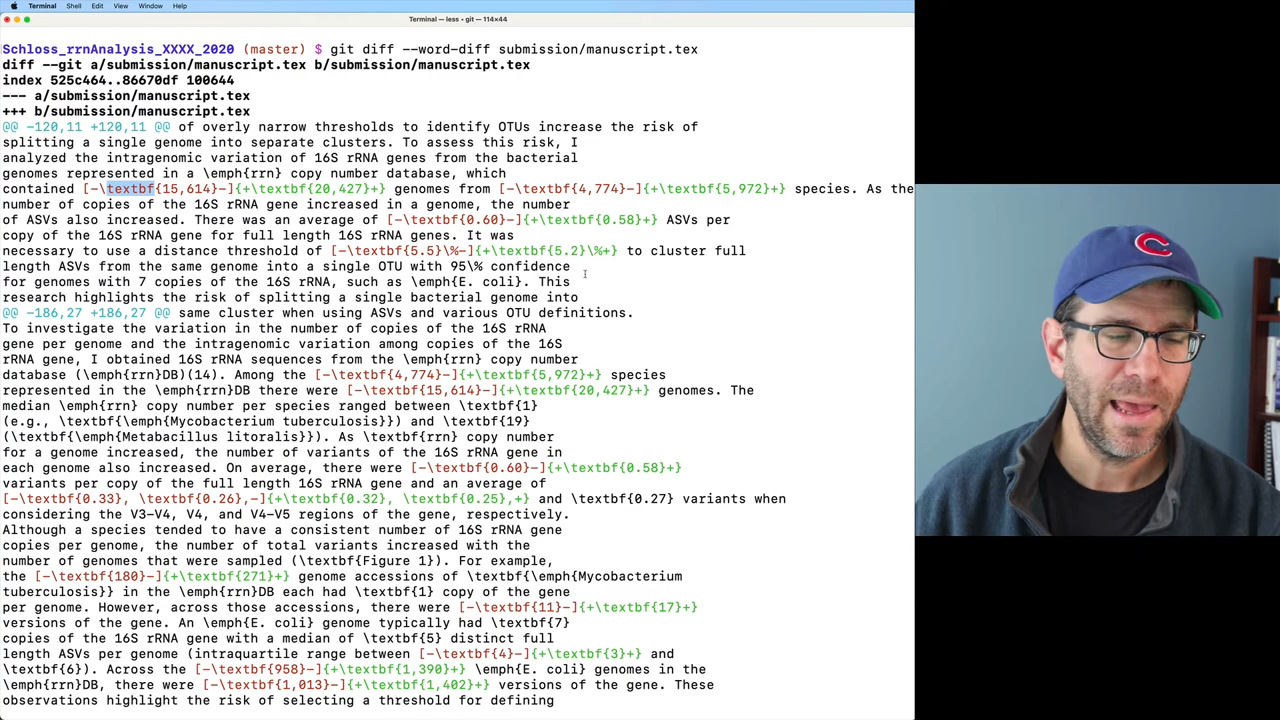 Terminal Shell Edit View Window Help
Terminal — less • git — 114×44
Schloss_rrnAnalysis_XXXX_2020 (master) $ git diff --word-diff submission/manuscript.tex
diff --git a/submission/manuscript.tex b/submission/manuscript.tex
index 525c464..86670df 100644
--- a/submission/manuscript.tex
+++ b/submission/manuscript.tex
@@ -120,11 +120,11 @@ of overly narrow thresholds to identify OTUs increase the risk of
splitting a single genome into separate clusters. To assess this risk, I
analyzed the intragenomic variation of 16S rRNA genes from the bacterial
genomes represented in a \emph{rrn} copy number database, which
contained [-\textbf{15,614}-]{+\textbf{20,427}+} genomes from [-\textbf{4,774}-]{+\textbf{5,972}+} species. As the
number of copies of the 16S rRNA gene increased in a genome, the number
of ASVs also increased. There was an average of [-\textbf{0.60}-]{+\textbf{0.58}+} ASVs per
copy of the 16S rRNA gene for full length 16S rRNA genes. It was
necessary to use a distance threshold of [-\textbf{5.5}\%-]{+\textbf{5.2}\%+} to cluster full
length ASVs from the same genome into a single OTU with 95\% confidence
for genomes with 7 copies of the 16S rRNA, such as \emph{E. coli}. This
research highlights the risk of splitting a single bacterial genome into
@@ -186,27 +186,27 @@ same cluster when using ASVs and various OTU definitions.
To investigate the variation in the number of copies of the 16S rRNA
gene per genome and the intragenomic variation among copies of the 16S
rRNA gene, I obtained 16S rRNA sequences from the \emph{rrn} copy number
database (\emph{rrn}DB)(14). Among the [-\textbf{4,774}-]{+\textbf{5,972}+} species
represented in the \emph{rrn}DB there were [-\textbf{15,614}-]{+\textbf{20,427}+} genomes. The
median \emph{rrn} copy number per species ranged between \textbf{1}
(e.g., \textbf{\emph{Mycobacterium tuberculosis}}) and \textbf{19}
(\textbf{\emph{Metabacillus litoralis}}). As \textbf{rrn} copy number
for a genome increased, the number of variants of the 16S rRNA gene in
each genome also increased. On average, there were [-\textbf{0.60}-]{+\textbf{0.58}+}
variants per copy of the full length 16S rRNA gene and an average of
[-\textbf{0.33}, \textbf{0.26},-]{+\textbf{0.32}, \textbf{0.25},+} and \textbf{0.27} variants when
considering the V3-V4, V4, and V4-V5 regions of the gene, respectively.
Although a species tended to have a consistent number of 16S rRNA gene
copies per genome, the number of total variants increased with the
number of genomes that were sampled (\textbf{Figure 1}). For example,
the [-\textbf{180}-]{+\textbf{271}+} genome accessions of \textbf{\emph{Mycobacterium
tuberculosis}} in the \emph{rrn}DB each had \textbf{1} copy of the gene
per genome. However, across those accessions, there were [-\textbf{11}-]{+\textbf{17}+}
versions of the gene. An \emph{E. coli} genome typically had \textbf{7}
copies of the 16S rRNA gene with a median of \textbf{5} distinct full
length ASVs per genome (intraquartile range between [-\textbf{4}-]{+\textbf{3}+} and
\textbf{6}). Across the [-\textbf{958}-]{+\textbf{1,390}+} \emph{E. coli} genomes in the
\emph{rrn}DB, there were [-\textbf{1,013}-]{+\textbf{1,402}+} versions of the gene. These
observations highlight the risk of selecting a threshold for defining
C